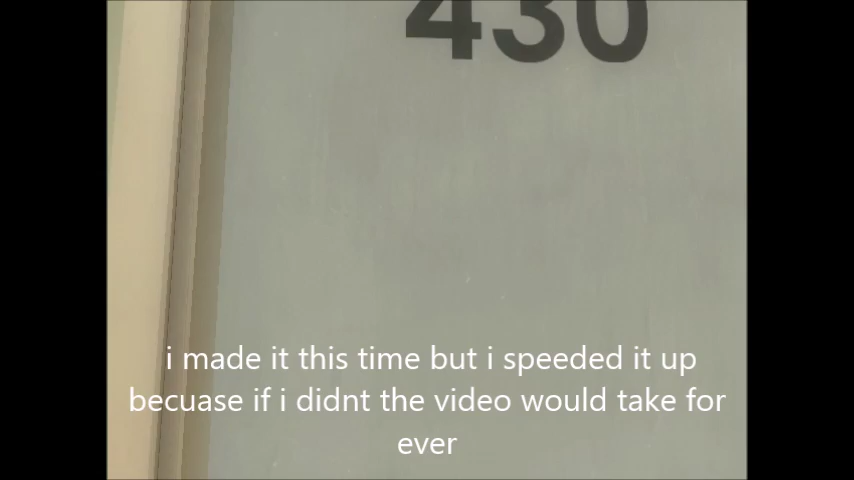 430
i made it this time but i speeded it up
becuase if i didnt the video would take for
ever